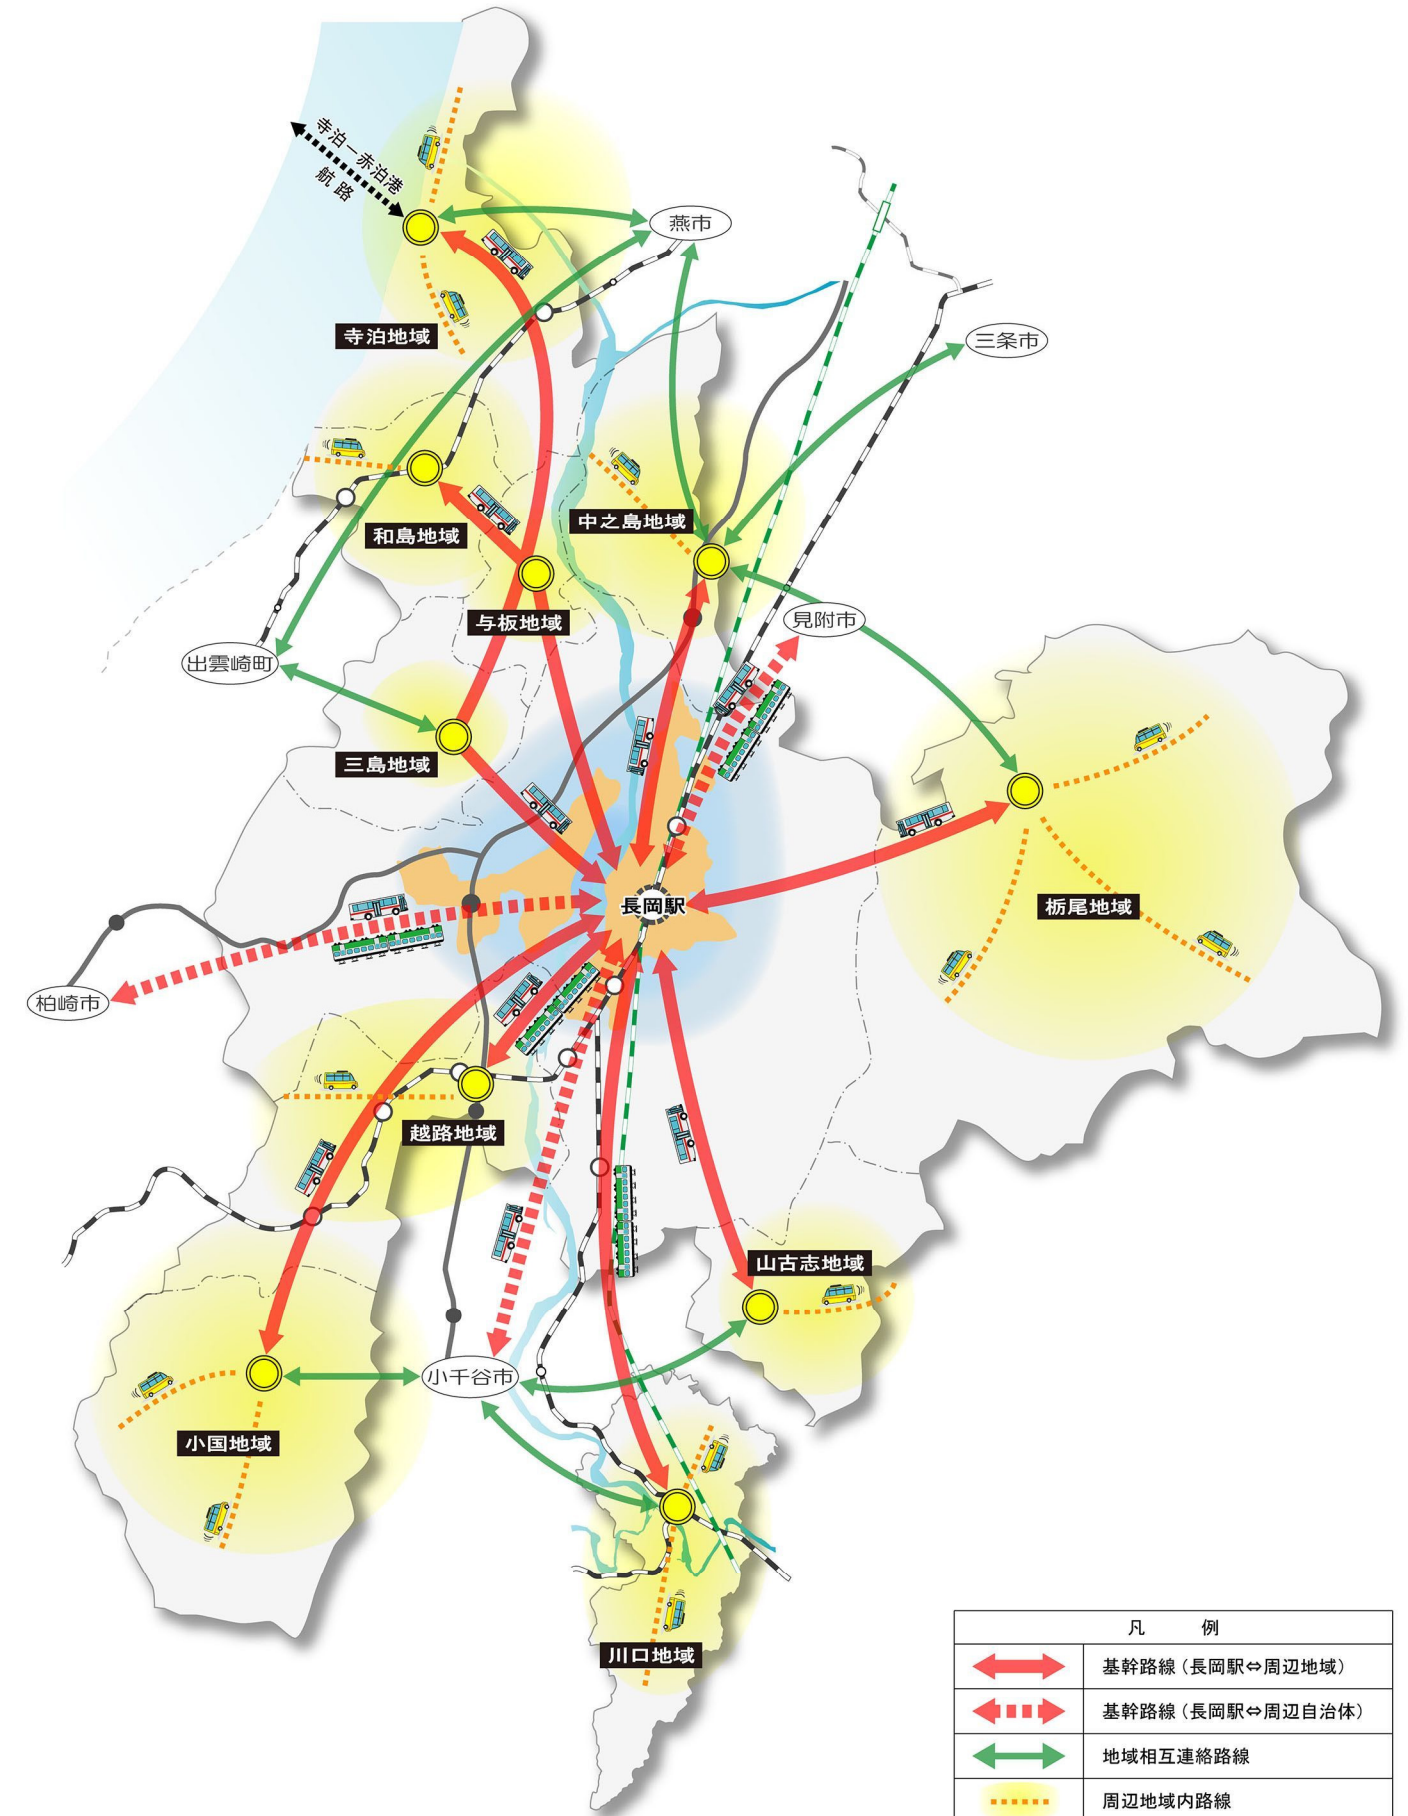 寺泊ー赤泊港
航路
燕市
三条市
寺泊地域
中之島地域
和島地域
与板地域
見附市
出雲崎町
三島地域
長岡駅
栃尾地域
柏崎市
越路地域
山古志地域
小千谷市
小国地域
川口地域
凡 例
基幹路線（長岡駅⇔周辺地域）
基幹路線（長岡駅⇔周辺自治体）
地域相互連絡路線
周辺地域内路線